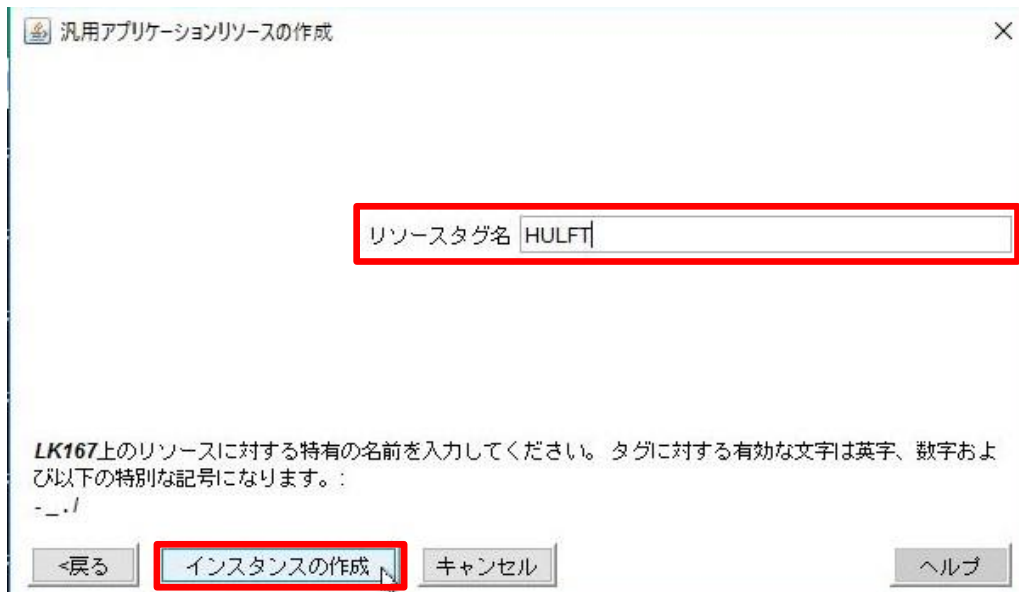 汎用アプリケーションリソースの作成
リソースタグ名 HULFT
LK167上のリソースに対する特有の名前を入力してください。 タグに対する有効な文字は英字、数字およ
び以下の特別な記号になります。:
-_./
<戻る インスタンスの作成 キャンセル ヘルプ